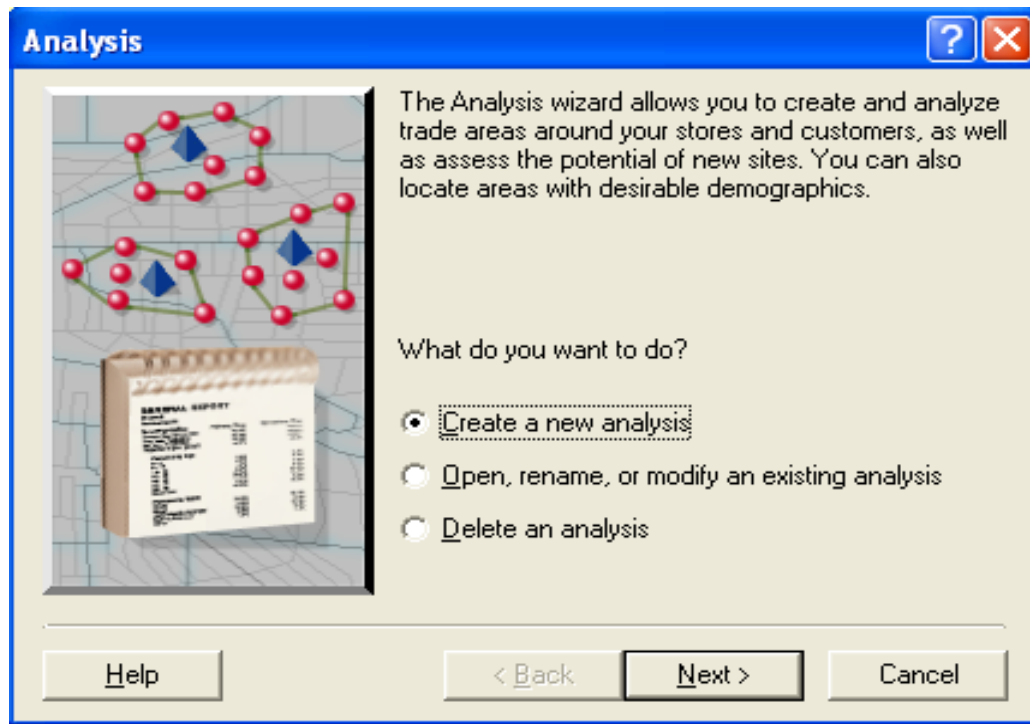 Analysis
The Analysis wizard allows you to create and analyze
trade areas around your stores and customers, as well
as assess the potential of new sites. You can also
locate areas with desirable demographics.
What do you want to do?
Create a new analysis
Open, rename, or modify an existing analysis
Delete an analysis
REPORT
Help
< Back
Next >
Cancel